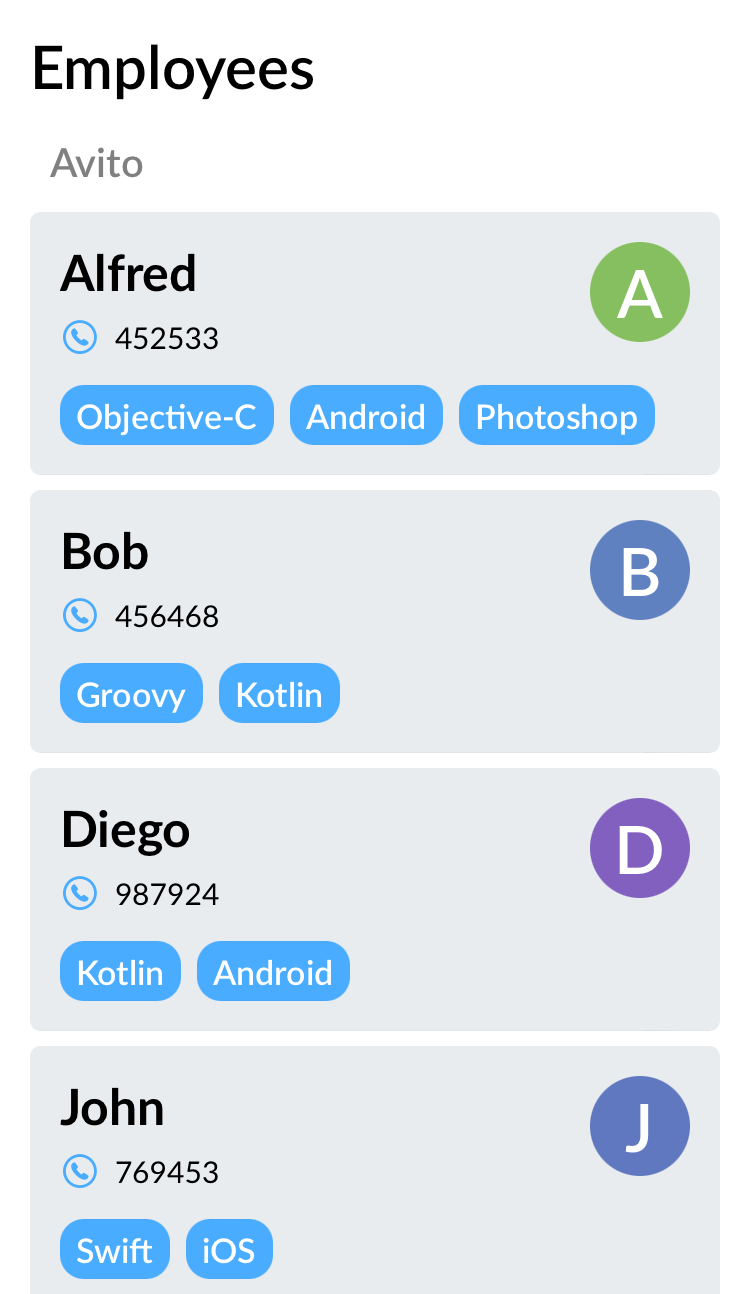 Employees
Avito
Alfred
A
452533
Objective-C Android Photoshop
Bob
B
456468
Groovy Kotlin
Diego
D
987924
Kotlin Android
John
J
769453
Swift iOS